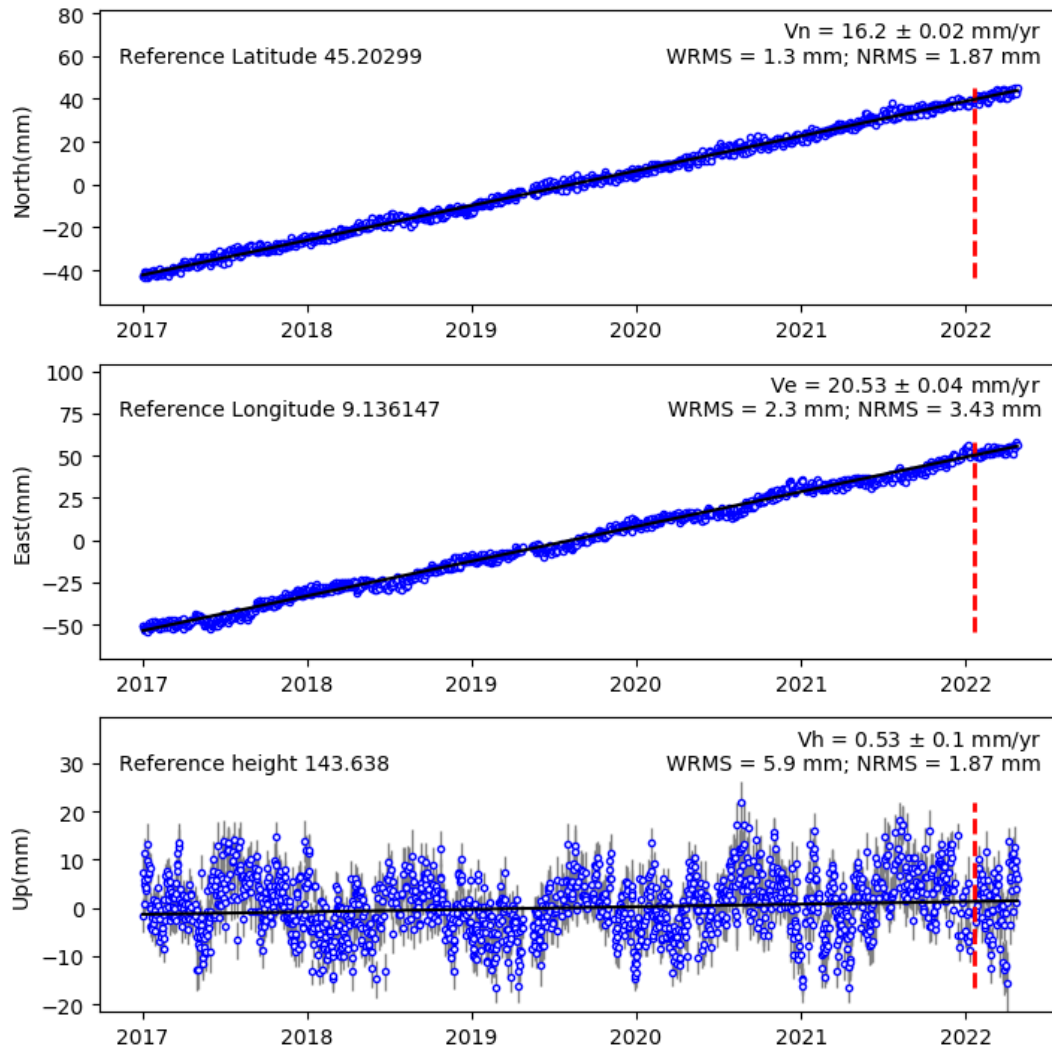 80
Vn = 16.2 ± 0.02 mm/yr
60
Reference Latitude 45.20299
WRMS = 1.3 mm; NRMS = 1.87 mm
40
20
0
−20
−40
North(mm)
2017 2018 2019 2020 2021 2022
100
Ve = 20.53 ± 0.04 mm/yr
75
Reference Longitude 9.136147
WRMS = 2.3 mm; NRMS = 3.43 mm
50
25
0
−25
−50
East(mm)
2017 2018 2019 2020 2021 2022
Vh = 0.53 ± 0.1 mm/yr
30
Reference height 143.638
WRMS = 5.9 mm; NRMS = 1.87 mm
20
10
0
−10
−20
Up(mm)
2017 2018 2019 2020 2021 2022